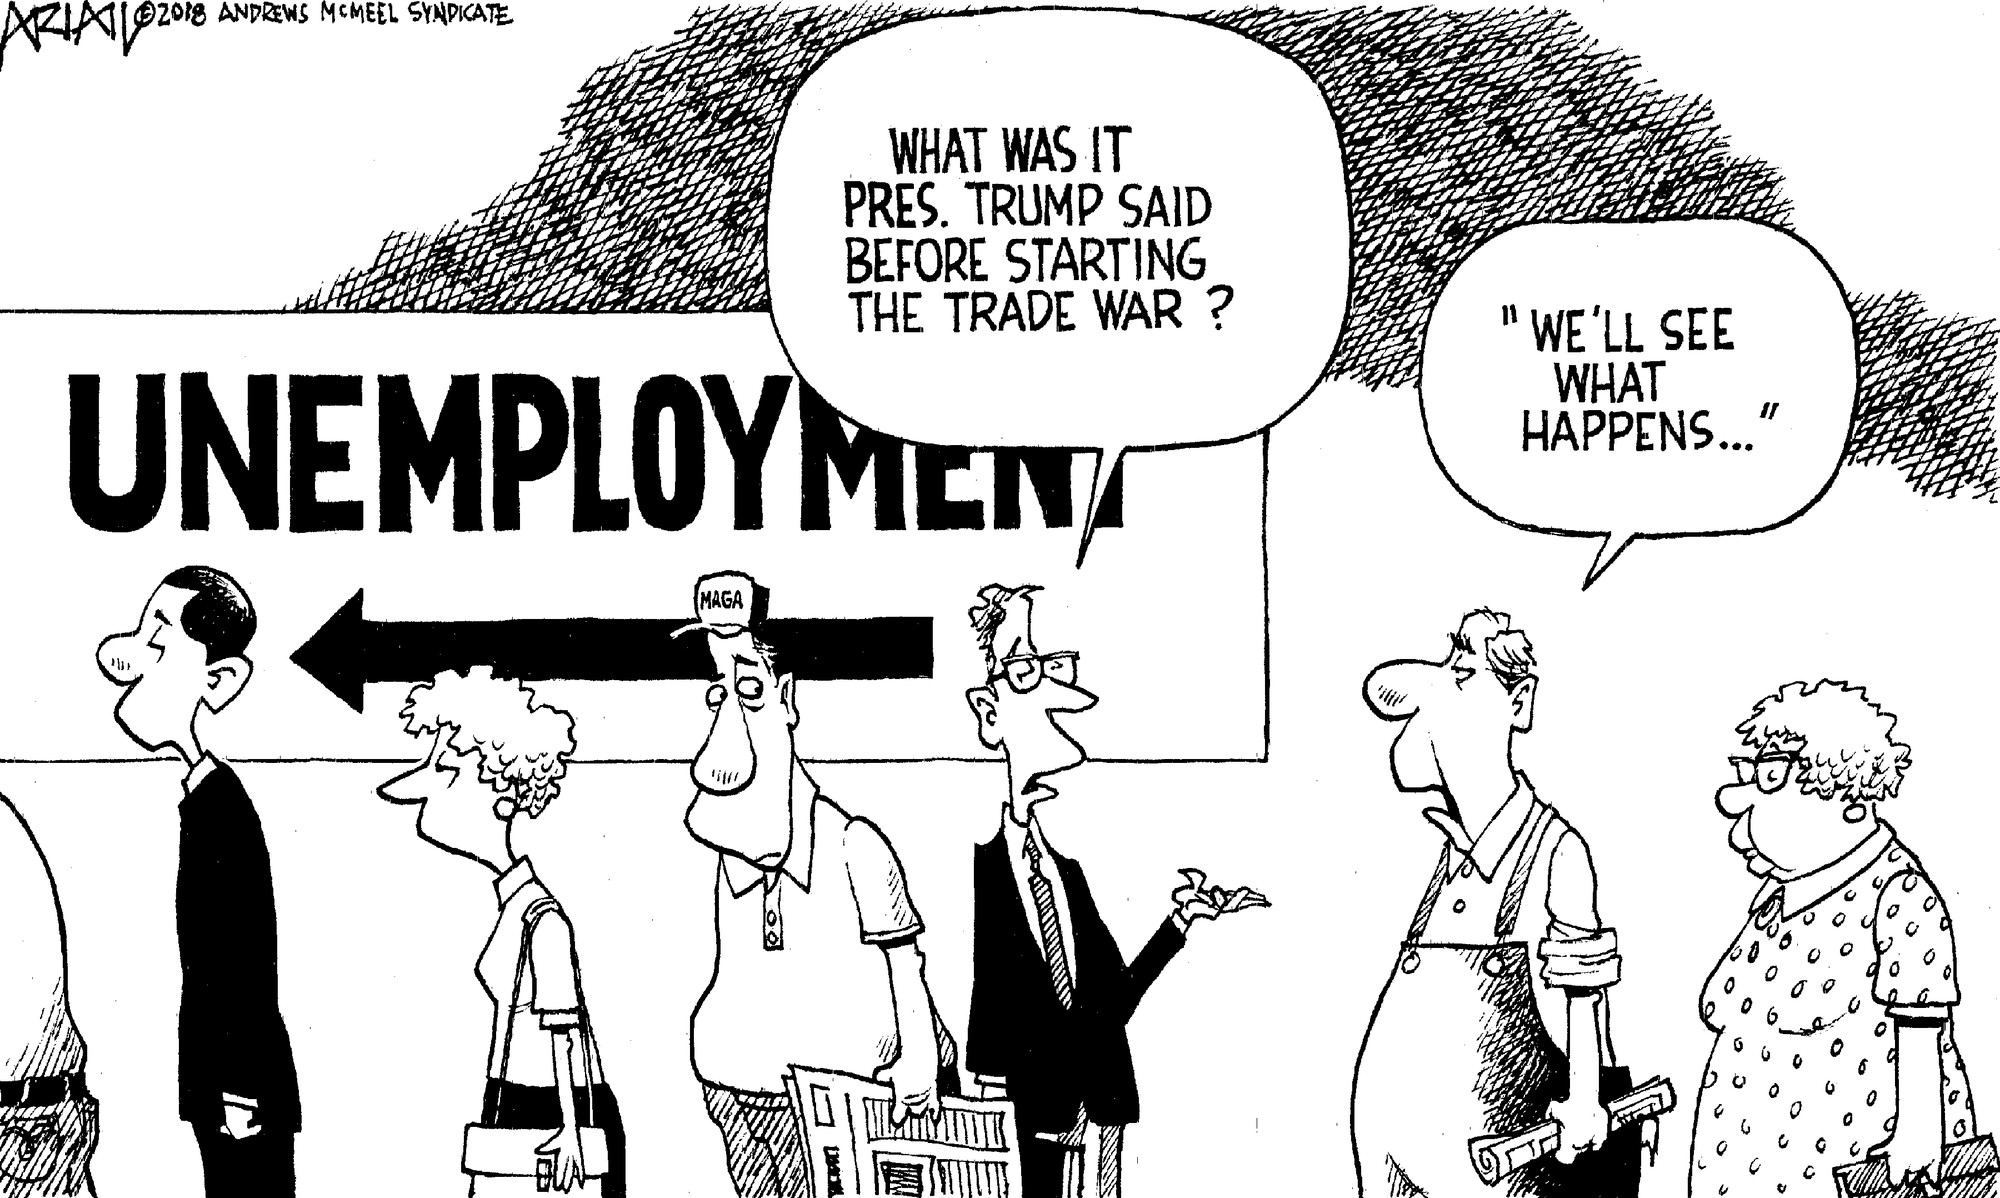 ARIAIL ©2018 ANDREWS MCMEEL SYNDICATE
WHAT WAS IT
PRES. TRUMP SAID
BEFORE STARTING
THE TRADE WAR ?
"WE'LL SEE
WHAT
HAPPENS..."
UNEMPLOYMENT
MAGA